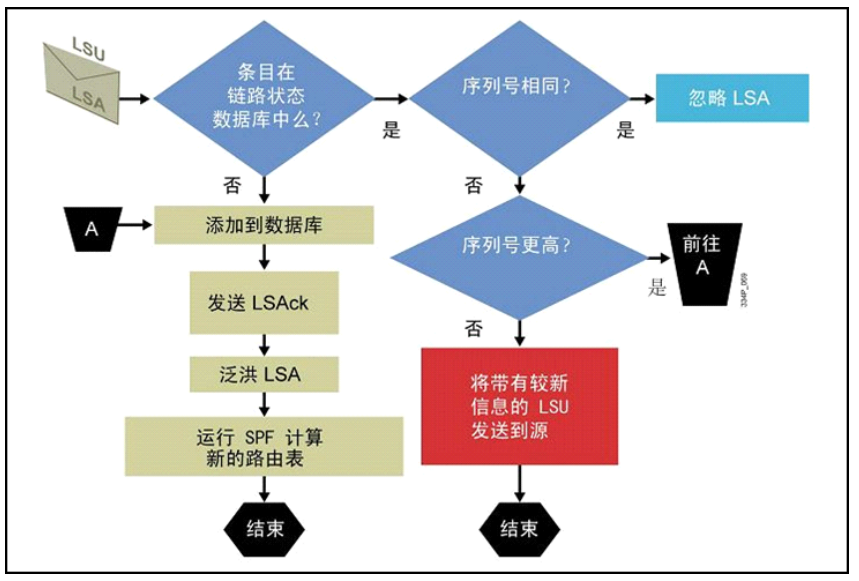 LSU
LSA
条目在
链路状态
数据库中么?
是
序列号相同?
是
忽略 LSA
否
否
A
添加到数据库
序列号更高?
是
前往
A
334P_069
发送 LSAck
否
泛洪 LSA
将带有较新
信息的 LSU
发送到源
运行 SPF 计算
新的路由表
结束
结束